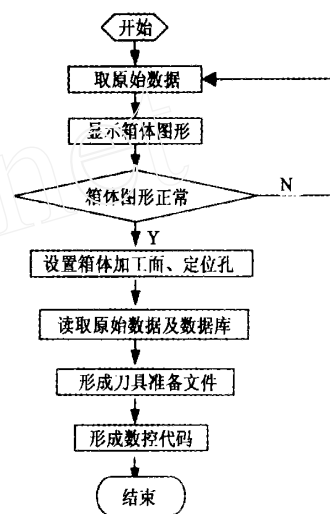 开始
取原始数据
显示箱体图形
箱体图形正常
N
Y
设置箱体加工面、定位孔
读取原始数据及数据库
形成刀具准备文件
形成数控代码
结束